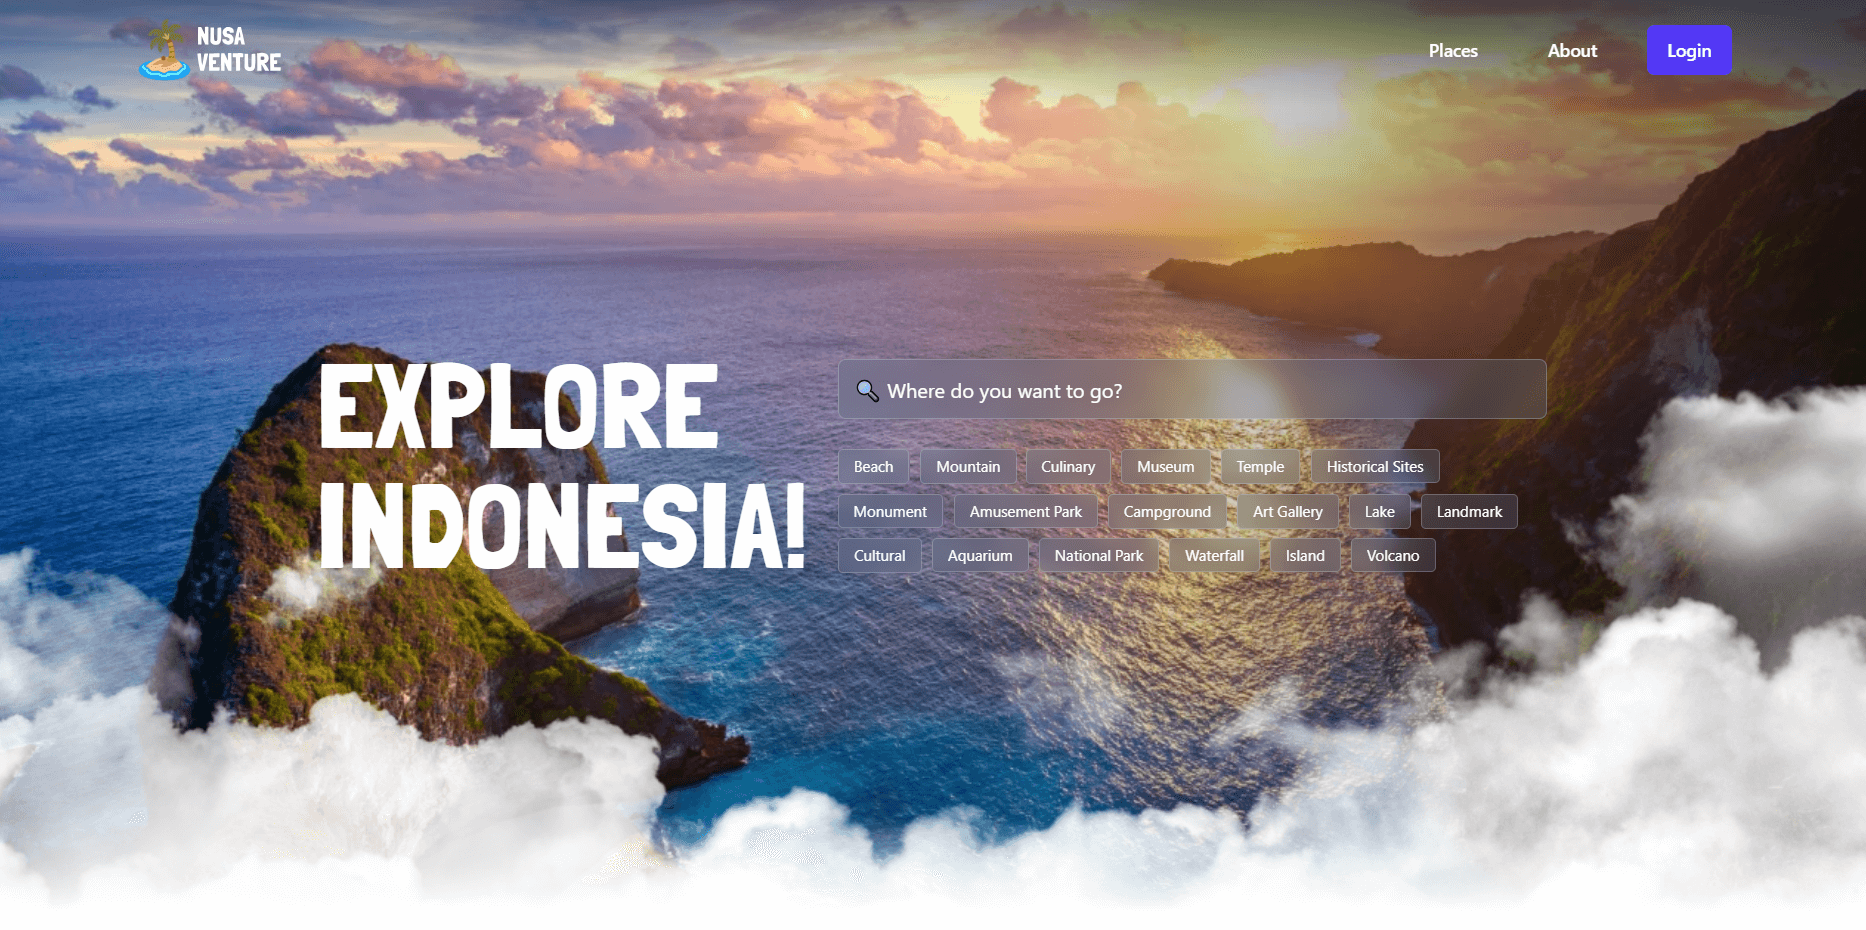 NUSA
VENTURE
Places About Login
EXPLORE
INDONESIA!
Where do you want to go?
Beach Mountain Culinary Museum Temple Historical Sites
Monument Amusement Park Campground Art Gallery Lake Landmark
Cultural Aquarium National Park Waterfall Island Volcano